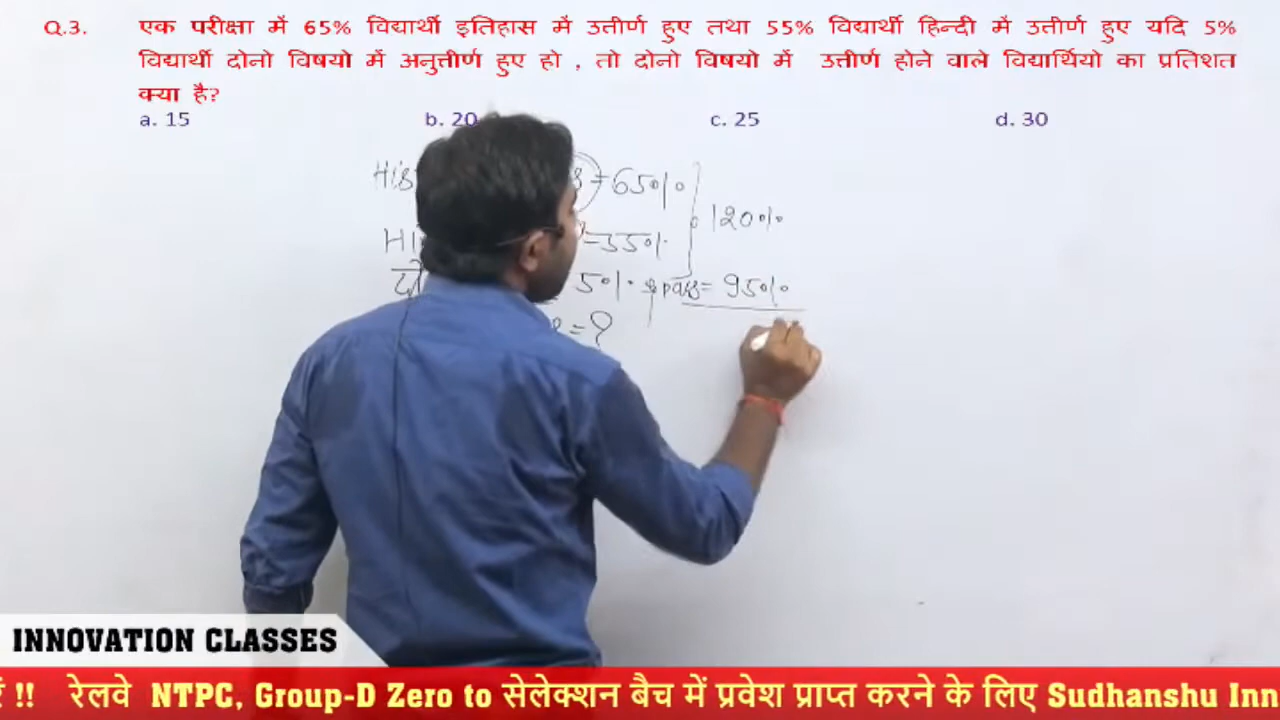 Q.3. एक परीक्षा में 65% विद्यार्थी इतिहास में उत्तीर्ण हुए तथा 55% विद्यार्थी हिन्दी में उत्तीर्ण हुए यदि 5%
विद्यार्थी दोनो विषयो में अनुत्तीर्ण हुए हो , तो दोनो विषयो में उत्तीर्ण होने वाले विद्यार्थियो का प्रतिशत
क्या है?
a. 15 b. 20 c. 25 d. 30
65%
120%
55%
5% pass = 95%
= ?
INNOVATION CLASSES
!! रेलवे NTPC, Group-D Zero to सेलेक्शन बैच में प्रवेश प्राप्त करने के लिए Sudhanshu Inn